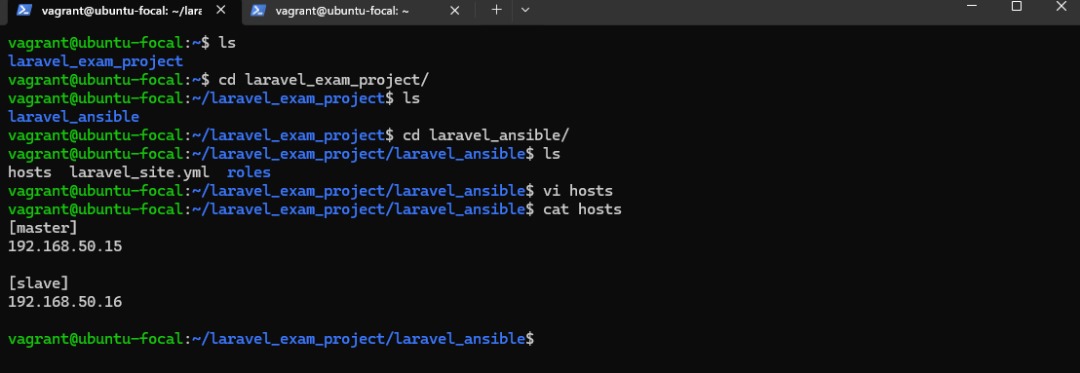 vagrant@ubuntu-focal: ~/lara
vagrant@ubuntu-focal: ~
vagrant@ubuntu-focal:~$ ls
laravel_exam_project
vagrant@ubuntu-focal:~$ cd laravel_exam_project/
vagrant@ubuntu-focal:~/laravel_exam_project$ ls
laravel_ansible
vagrant@ubuntu-focal:~/laravel_exam_project$ cd laravel_ansible/
vagrant@ubuntu-focal:~/laravel_exam_project/laravel_ansible$ ls
hosts  laravel_site.yml  roles
vagrant@ubuntu-focal:~/laravel_exam_project/laravel_ansible$ vi hosts
vagrant@ubuntu-focal:~/laravel_exam_project/laravel_ansible$ cat hosts
[master]
192.168.50.15
[slave]
192.168.50.16
vagrant@ubuntu-focal:~/laravel_exam_project/laravel_ansible$